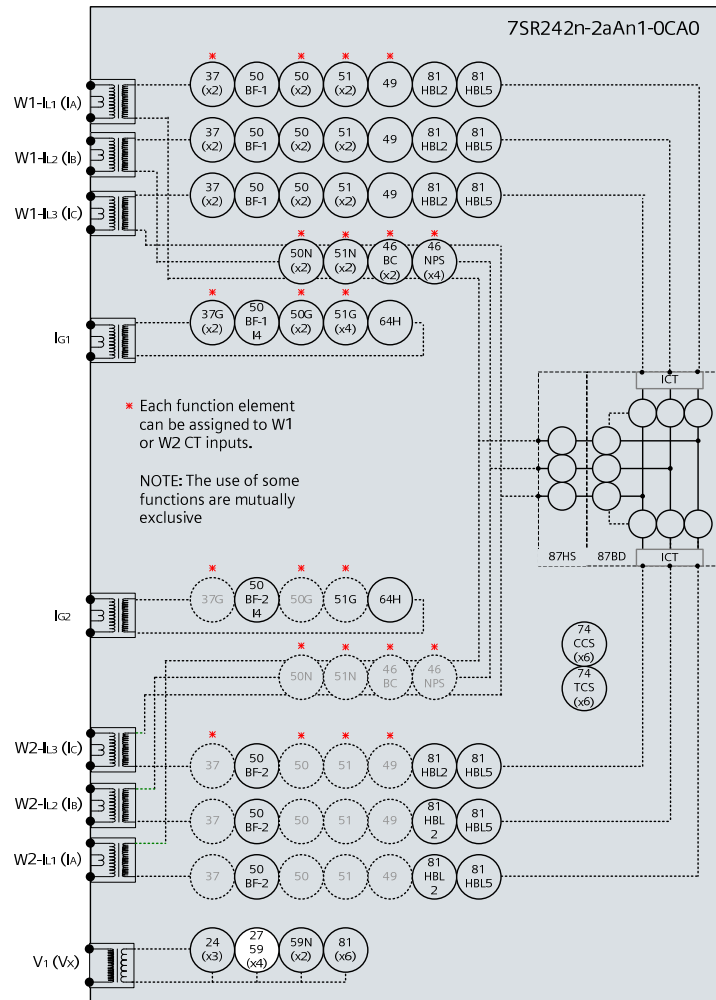 7SR242n-2aAn1-0CA0
* * * *
W1-IL1 (IA)
37 (x2) 50 BF-1 50 (x2) 51 (x2) 49 81 HBL2 81 HBL5
W1-IL2 (IB)
37 (x2) 50 BF-1 50 (x2) 51 (x2) 49 81 HBL2 81 HBL5
W1-IL3 (IC)
37 (x2) 50 BF-1 50 (x2) 51 (x2) 49 81 HBL2 81 HBL5
* * * *
50N (x2) 51N (x2) 46 BC (x2) 46 NPS (x4)
* * *
IG1
37G (x2) 50 BF-1 I4 50G (x2) 51G (x4) 64H
ICT
* Each function element
can be assigned to W1
or W2 CT inputs.
NOTE: The use of some
functions are mutually
exclusive
87HS 87BD ICT
* * *
IG2
37G 50 BF-2 I4 50G 51G 64H
74 CCS (x6)
74 TCS (x6)
* * * *
50N 51N 46 BC 46 NPS
* * * *
W2-IL3 (IC)
37 50 BF-2 50 51 49 81 HBL2 81 HBL5
W2-IL2 (IB)
37 50 BF-2 50 51 49 81 HBL 2 81 HBL5
W2-IL1 (IA)
37 50 BF-2 50 51 49 81 HBL 2 81 HBL5
V1 (VX)
24 (x3) 27 59 (x4) 59N (x2) 81 (x6)